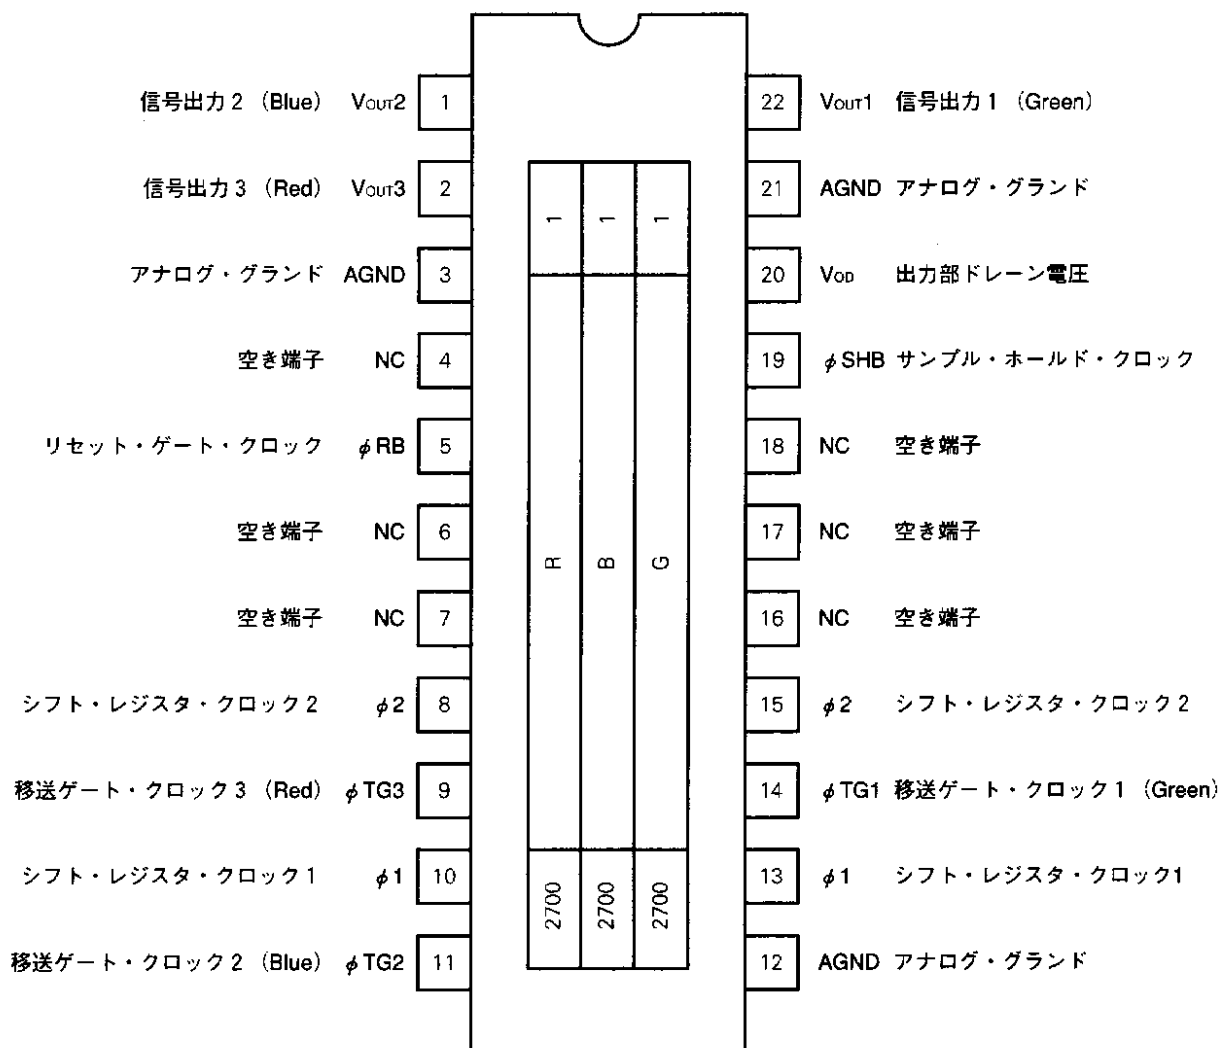 信号出力2 (Blue) VOUT2 1
信号出力3 (Red) VOUT3 2
アナログ・グランド AGND 3
空き端子 NC 4
リセット・ゲート・クロック φRB 5
空き端子 NC 6
空き端子 NC 7
シフト・レジスタ・クロック2 φ2 8
移送ゲート・クロック3 (Red) φTG3 9
シフト・レジスタ・クロック1 φ1 10
移送ゲート・クロック2 (Blue) φTG2 11
1 1 1
R B G
2700 2700 2700
22 VOUT1 信号出力1 (Green)
21 AGND アナログ・グランド
20 VOD 出力部ドレーン電圧
19 φSHB サンプル・ホールド・クロック
18 NC 空き端子
17 NC 空き端子
16 NC 空き端子
15 φ2 シフト・レジスタ・クロック2
14 φTG1 移送ゲート・クロック1 (Green)
13 φ1 シフト・レジスタ・クロック1
12 AGND アナログ・グランド